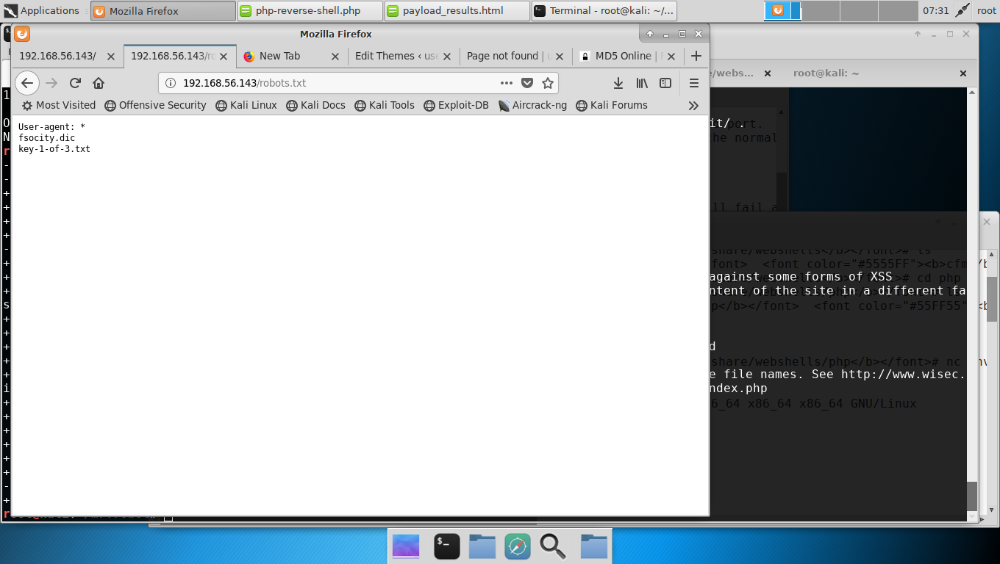 Applications
Mozilla Firefox
php-reverse-shell.php
payload_results.html
Terminal - root@kali: ~/...
07:31
root
Mozilla Firefox
192.168.56.143/
192.168.56.143/ro
New Tab
Edit Themes ‹ use
Page not found | u
MD5 Online |
e/webs...
root@kali: ~
192.168.56.143/robots.txt
Most Visited
Offensive Security
Kali Linux
Kali Docs
Kali Tools
Exploit-DB
Aircrack-ng
Kali Forums
User-agent: *
fsocity.dic
key-1-of-3.txt
it/ .
port.
he normal
ll fail a
share/webshells</b></font># ls
font>  <font color="#5555FF"><b>cfm</b
against some forms of XSS
# cd php
ntent of the site in a different fa
p</b></font>  <font color="#55FF55"><b
d
share/webshells/php</b></font># nc
nv
e file names. See http://www.wisec.
ndex.php
6_64 x86_64 x86_64 GNU/Linux
1
O
N
r
-
-
+
+
+
+
-
+
+
+
s
+
+
+
+
+
i
+
+
+
+
+
+
-
+